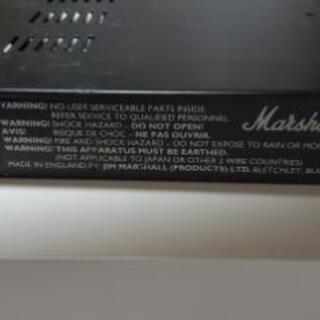 WARNING! NO USER SERVICEABLE PARTS INSIDE.
REFER SERVICE TO QUALIFIED PERSONNEL.
WARNING! SHOCK HAZARD - DO NOT OPEN!
AVIS! RISQUE DE CHOC - NE PAS OUVRIR.
WARNING! FIRE AND SHOCK HAZARD - DO NOT EXPOSE TO RAIN OR MO
WARNING! THIS APPARATUS MUST BE EARTHED.
(NOT APPLICABLE TO JAPAN OR OTHER 2 WIRE COUNTRIES)
MADE IN ENGLAND BY JIM MARSHALL (PRODUCTS) LTD. BLETCHLEY, BU
Marsh